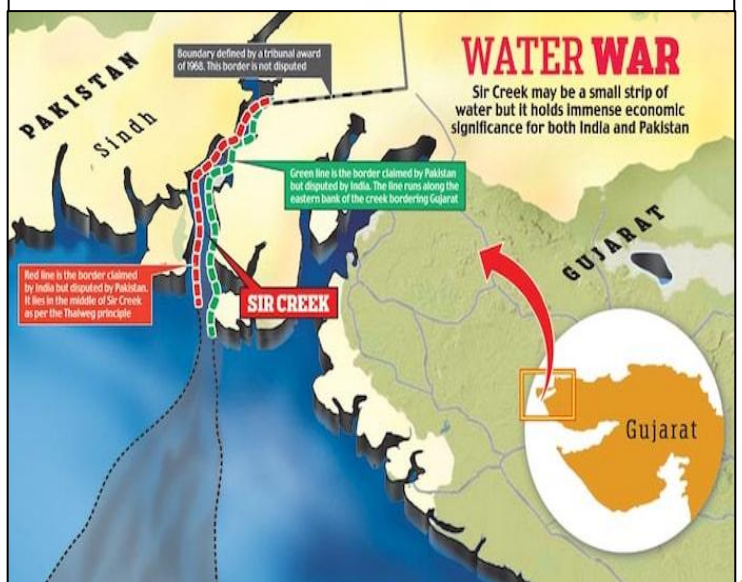 WATER WAR
Sir Creek may be a small strip of
water but it holds immense economic
significance for both India and Pakistan
Boundary defined by a tribunal award
of 1968. This border is not disputed
PAKISTAN
Sindh
Green line is the border claimed by Pakistan
but disputed by India. The line runs along the
eastern bank of the creek bordering Gujarat
GUJARAT
Red line is the border claimed
by India but disputed by Pakistan.
It lies in the middle of Sir Creek
as per the Thalweg principle
SIR CREEK
Gujarat